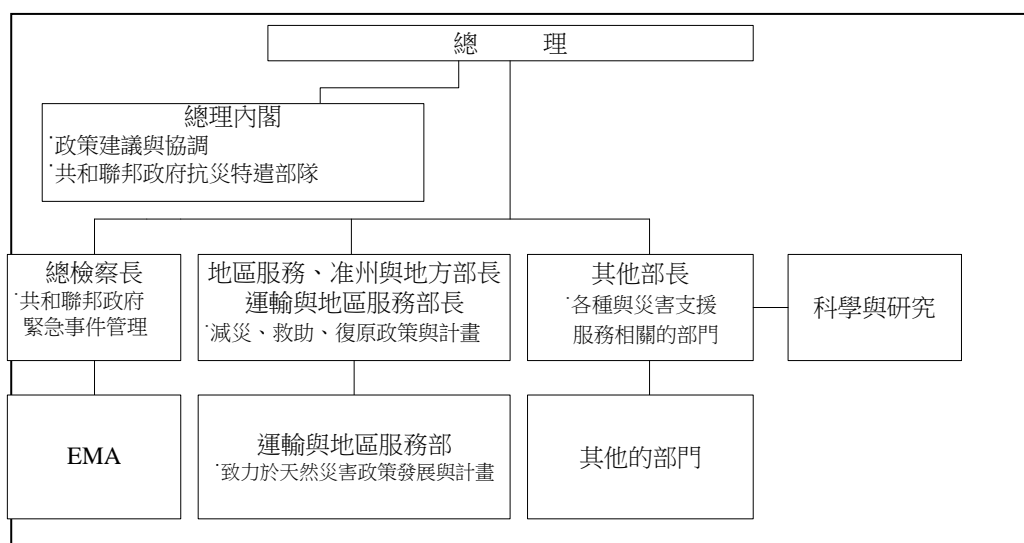 總 理
總理內閣
˙政策建議與協調
˙共和聯邦政府抗災特遣部隊
總檢察長
˙共和聯邦政府
緊急事件管理
地區服務、准州與地方部長
運輸與地區服務部長
˙減災、救助、復原政策與計畫
其他部長
˙各種與災害支援
服務相關的部門
科學與研究
EMA
運輸與地區服務部
˙致力於天然災害政策發展與計畫
其他的部門